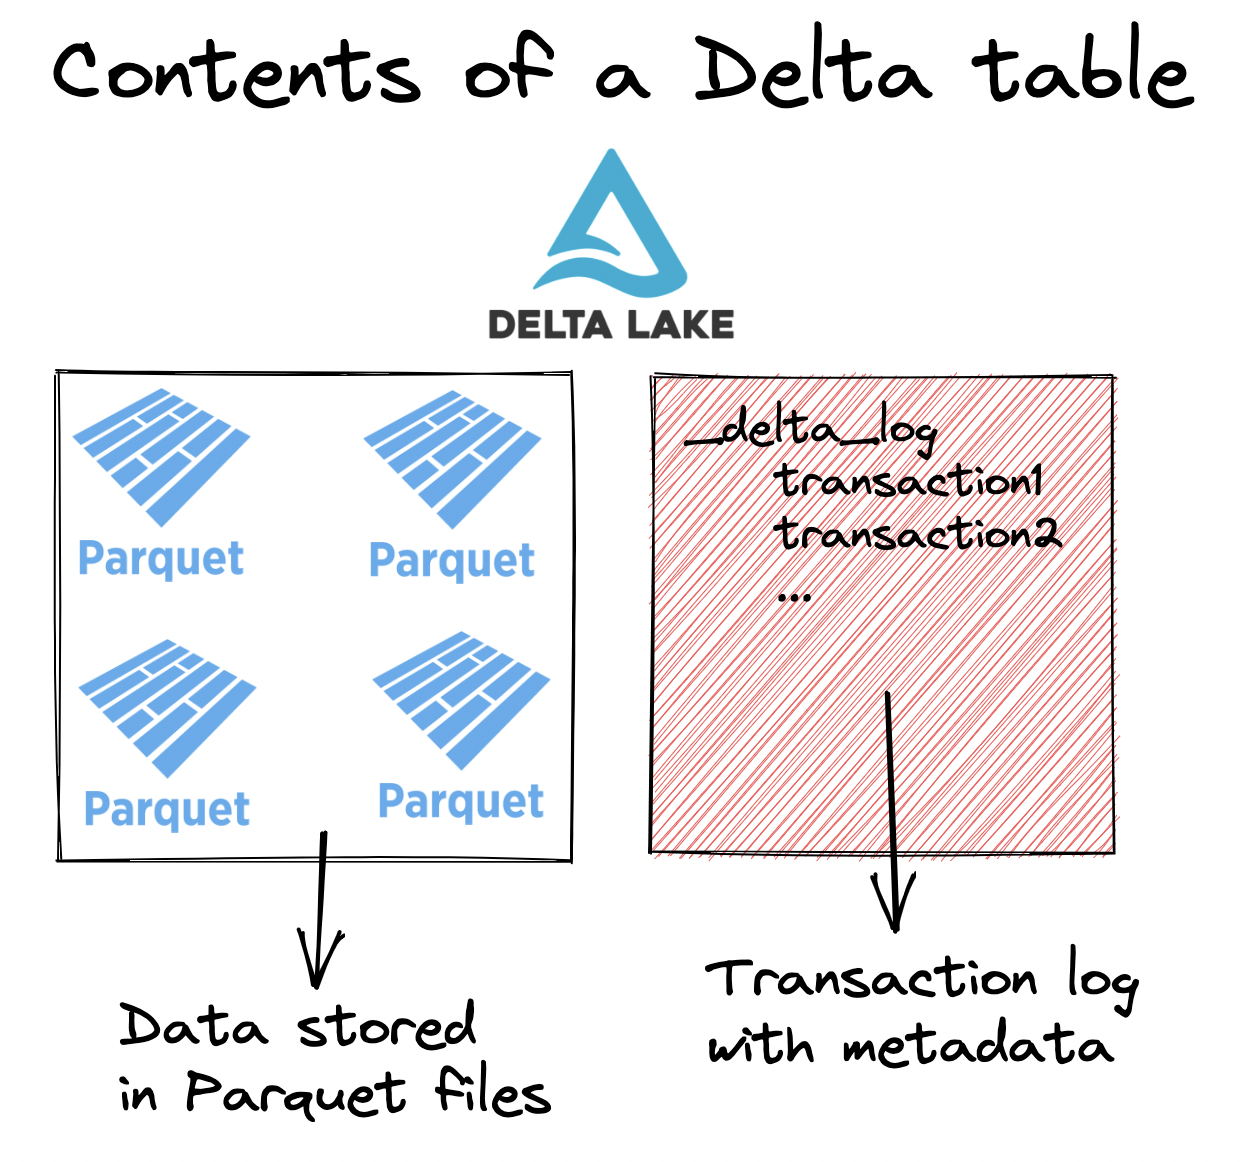 Contents of a Delta table
DELTA LAKE
Parquet
Parquet
Parquet
Parquet
_delta_log
transaction1
transaction2
...
Data stored
in Parquet files
Transaction log
with metadata